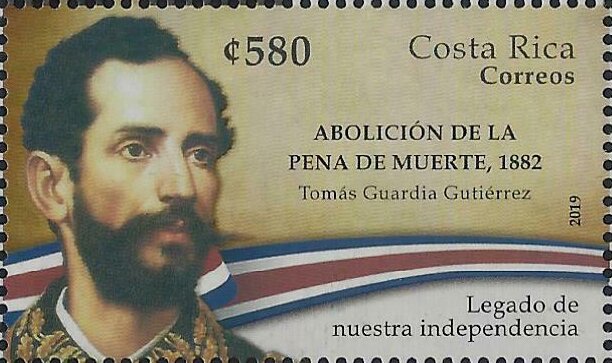 ₡580
Costa Rica
Correos
ABOLICIÓN DE LA
PENA DE MUERTE, 1882
Tomás Guardia Gutiérrez
2019
Legado de
nuestra independencia